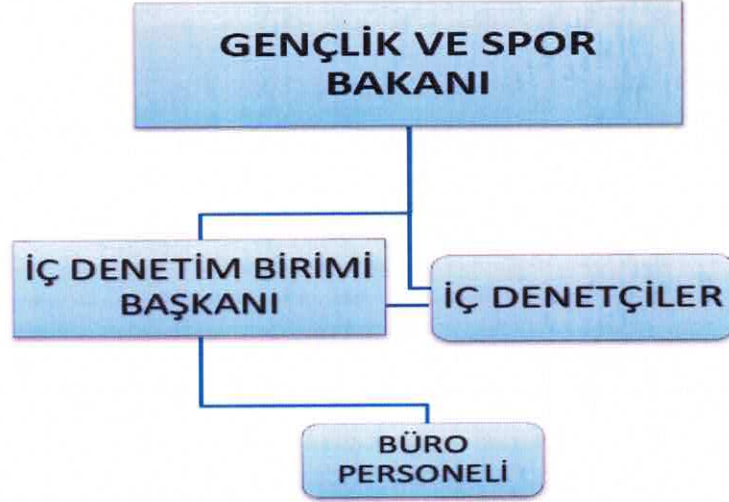 GENÇLİK VE SPOR
BAKANI
İÇ DENETİM BİRİMİ
BAŞKANI
İÇ DENETÇİLER
BÜRO
PERSONELİ